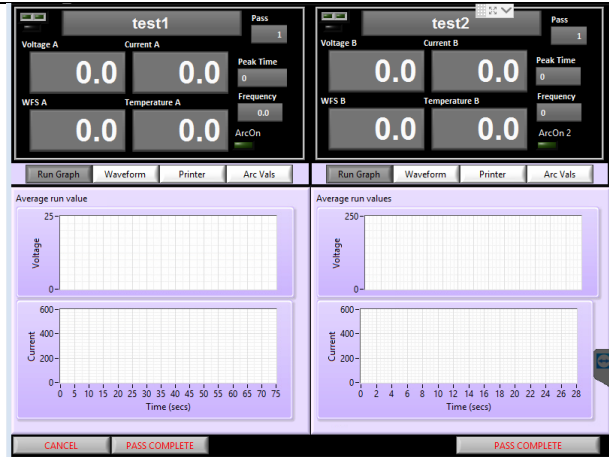 test1
Pass
1
Voltage A
Current A
0.0
0.0
Peak Time
0
WFS A
Temperature A
Frequency
0.0
0.0
0.0
ArcOn
Run Graph
Waveform
Printer
Arc Vals
Average run value
25
Voltage
0
600
400
200
0
Current
0 5 10 15 20 25 30 35 40 45 50 55 60 65 70 75
Time (secs)
CANCEL
PASS COMPLETE
test2
Pass
1
Voltage B
Current B
0.0
0.0
Peak Time
0
WFS B
Temperature B
Frequency
0
0.0
0.0
ArcOn 2
Run Graph
Waveform
Printer
Arc Vals
Average run values
250
Voltage
0
600
400
200
0
Current
0 2 4 6 8 10 12 14 16 18 20 22 24 26 28
Time (secs)
PASS COMPLETE